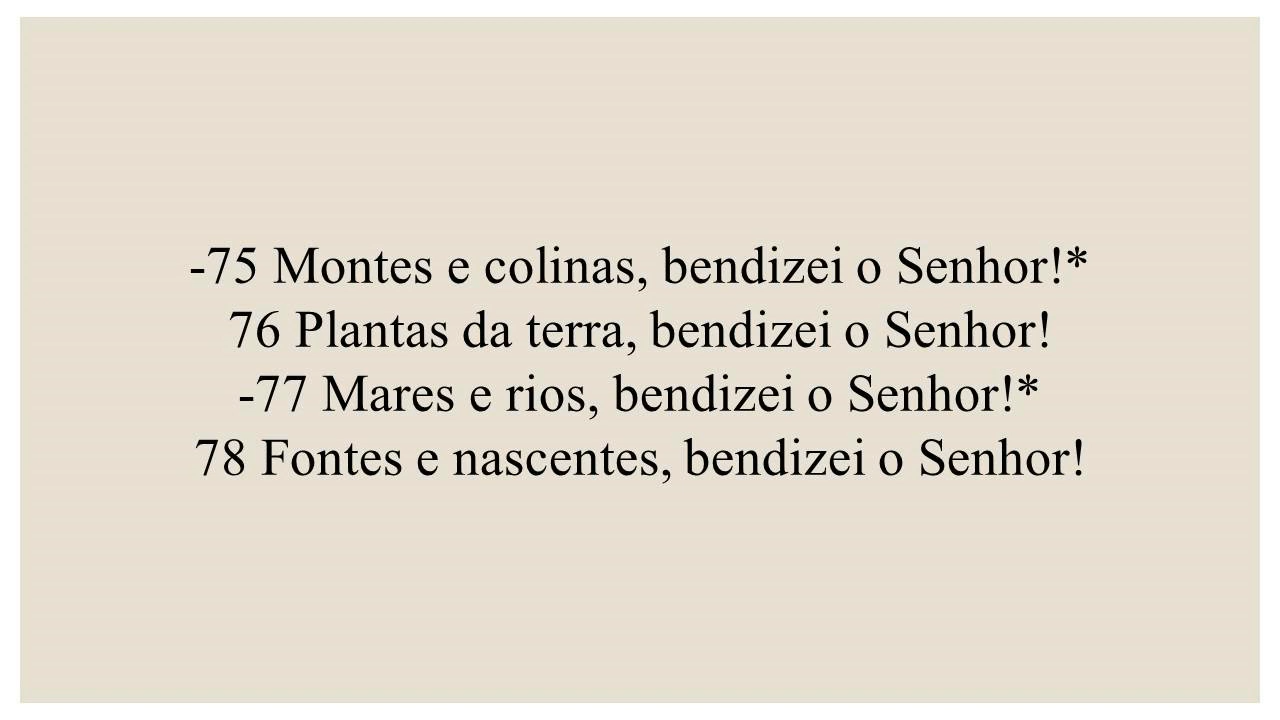 -75 Montes e colinas, bendizei o Senhor!*
76 Plantas da terra, bendizei o Senhor!
-77 Mares e rios, bendizei o Senhor!*
78 Fontes e nascentes, bendizei o Senhor!